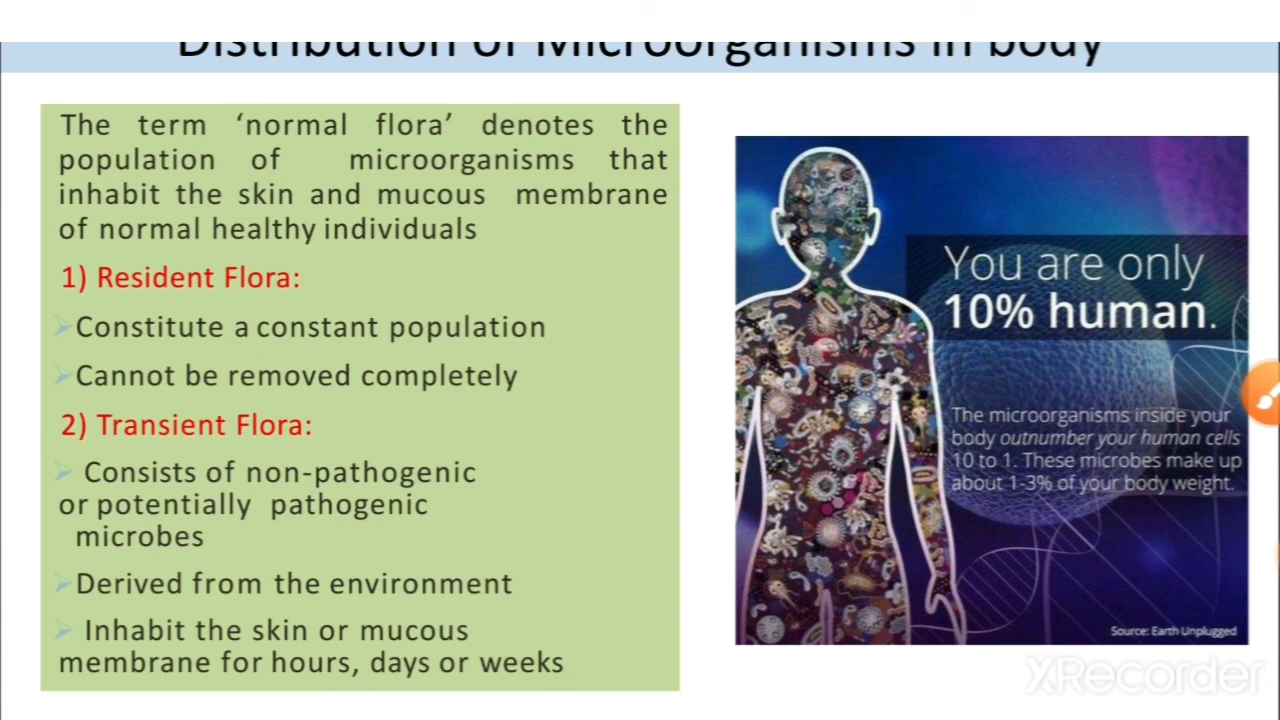 Distribution of Microorganisms in body
The term ‘normal flora’ denotes the
population of microorganisms that
inhabit the skin and mucous membrane
of normal healthy individuals
1) Resident Flora:
Constitute a constant population
Cannot be removed completely
2) Transient Flora:
Consists of non-pathogenic
or potentially pathogenic
microbes
Derived from the environment
Inhabit the skin or mucous
membrane for hours, days or weeks
You are only
10% human.
The microorganisms inside your
body outnumber your human cells
10 to 1. These microbes make up
about 1-3% of your body weight.
Source: Earth Unplugged
XRecorder